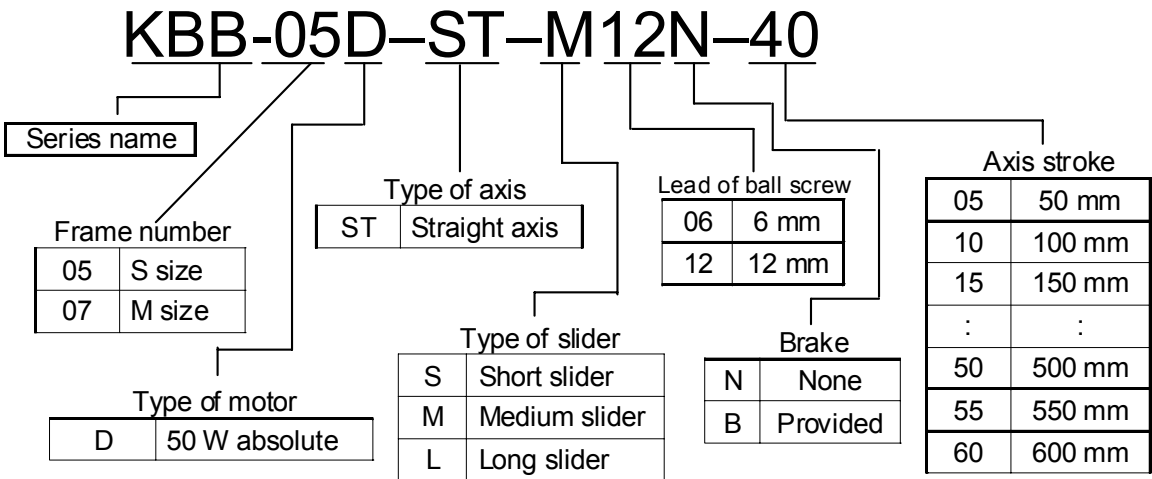 KBB-05D–ST–M12N–40
Series name
Frame number
05 S size
07 M size
Type of motor
D 50 W absolute
Type of axis
ST Straight axis
Type of slider
S Short slider
M Medium slider
L Long slider
Lead of ball screw
06 6 mm
12 12 mm
Brake
N None
B Provided
Axis stroke
05 50 mm
10 100 mm
15 150 mm
: :
50 500 mm
55 550 mm
60 600 mm